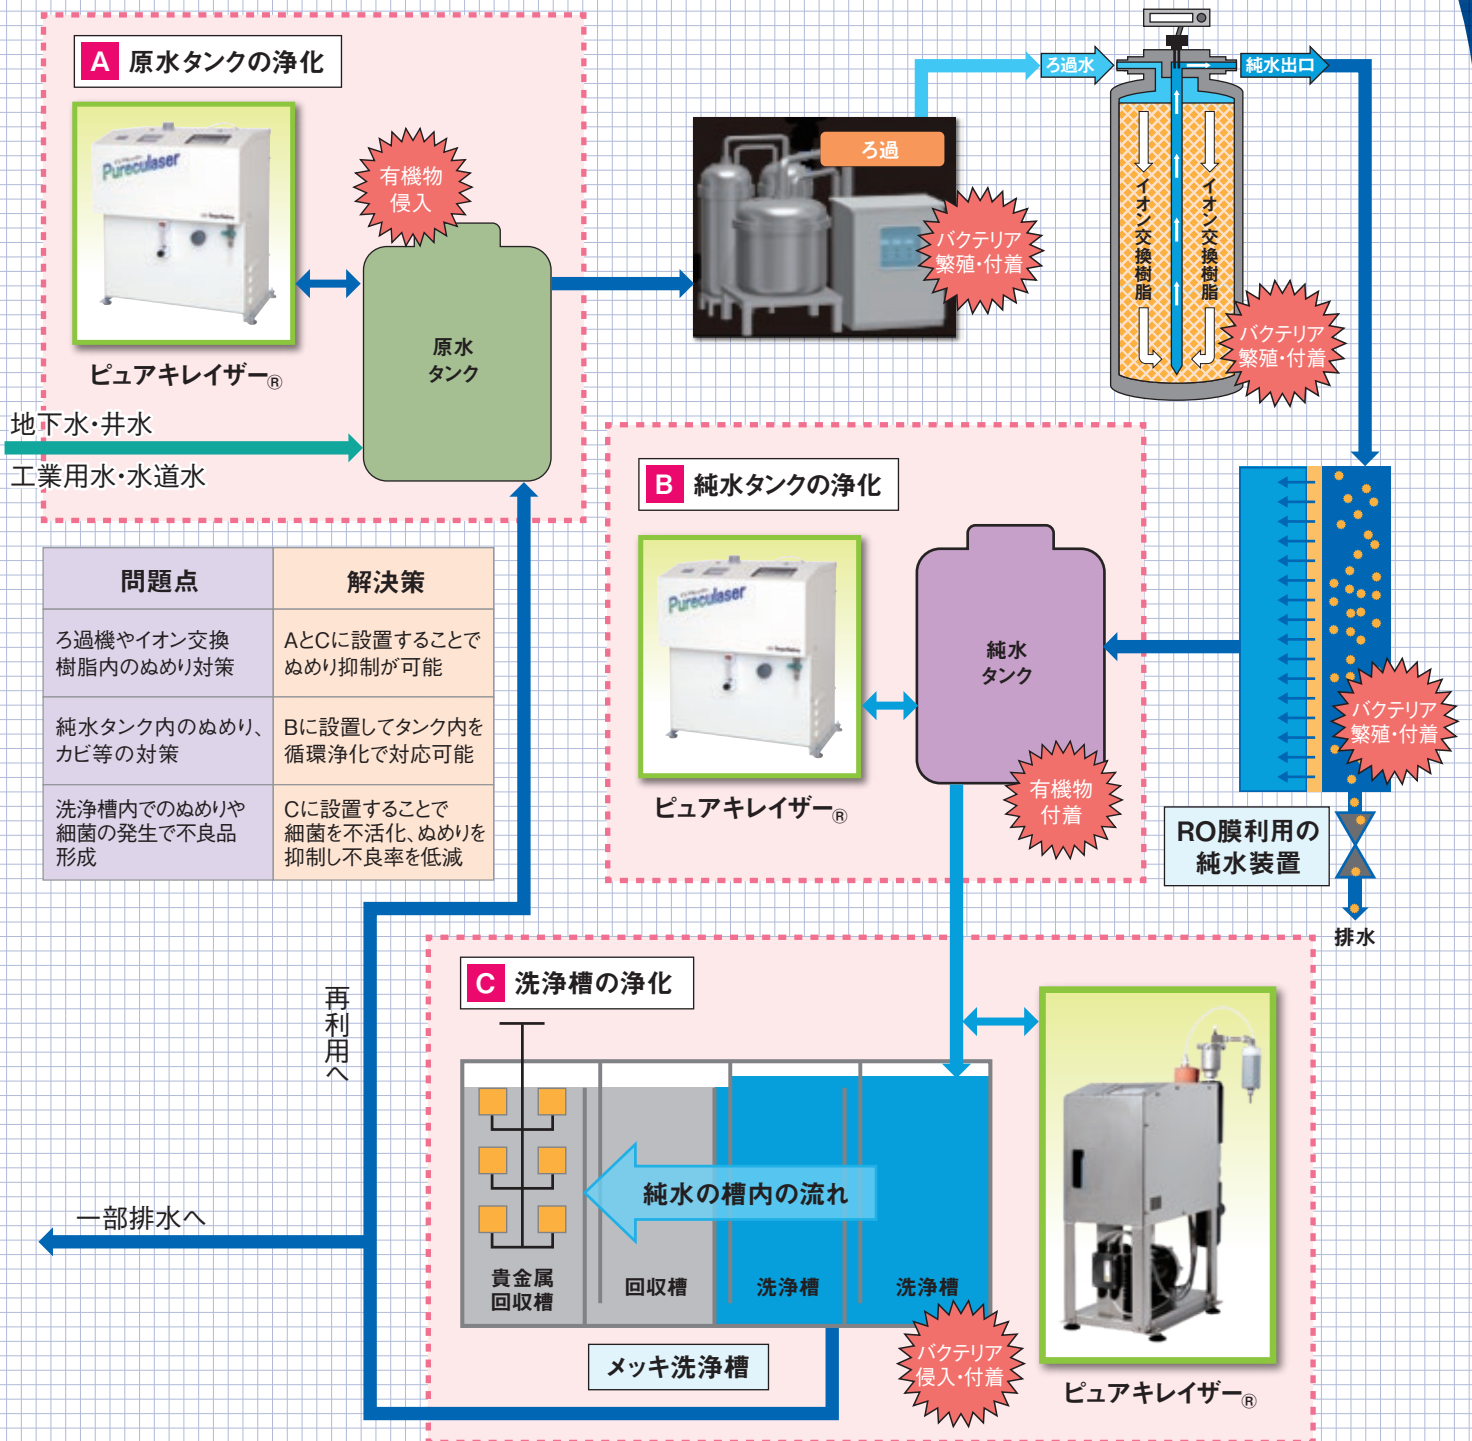 A 原水タンクの浄化
Pureculaser
有機物
侵入
原水
タンク
ピュアキレイザー®
地下水・井水
工業用水・水道水
ろ過
バクテリア
繁殖・付着
ろ過水
純水出口
イオン交換樹脂
イオン交換樹脂
バクテリア
繁殖・付着
B 純水タンクの浄化
Pureculaser
純水
タンク
有機物
付着
ピュアキレイザー®
バクテリア
繁殖・付着
RO膜利用の
純水装置
排水
問題点
解決策
ろ過機やイオン交換
樹脂内のぬめり対策
AとCに設置することで
ぬめり抑制が可能
純水タンク内のぬめり、
カビ等の対策
Bに設置してタンク内を
循環浄化で対応可能
洗浄槽内でのぬめりや
細菌の発生で不良品
形成
Cに設置することで
細菌を不活化、ぬめりを
抑制し不良率を低減
再利用へ
一部排水へ
C 洗浄槽の浄化
純水の槽内の流れ
貴金属
回収槽
回収槽
洗浄槽
洗浄槽
メッキ洗浄槽
バクテリア
侵入・付着
ピュアキレイザー®